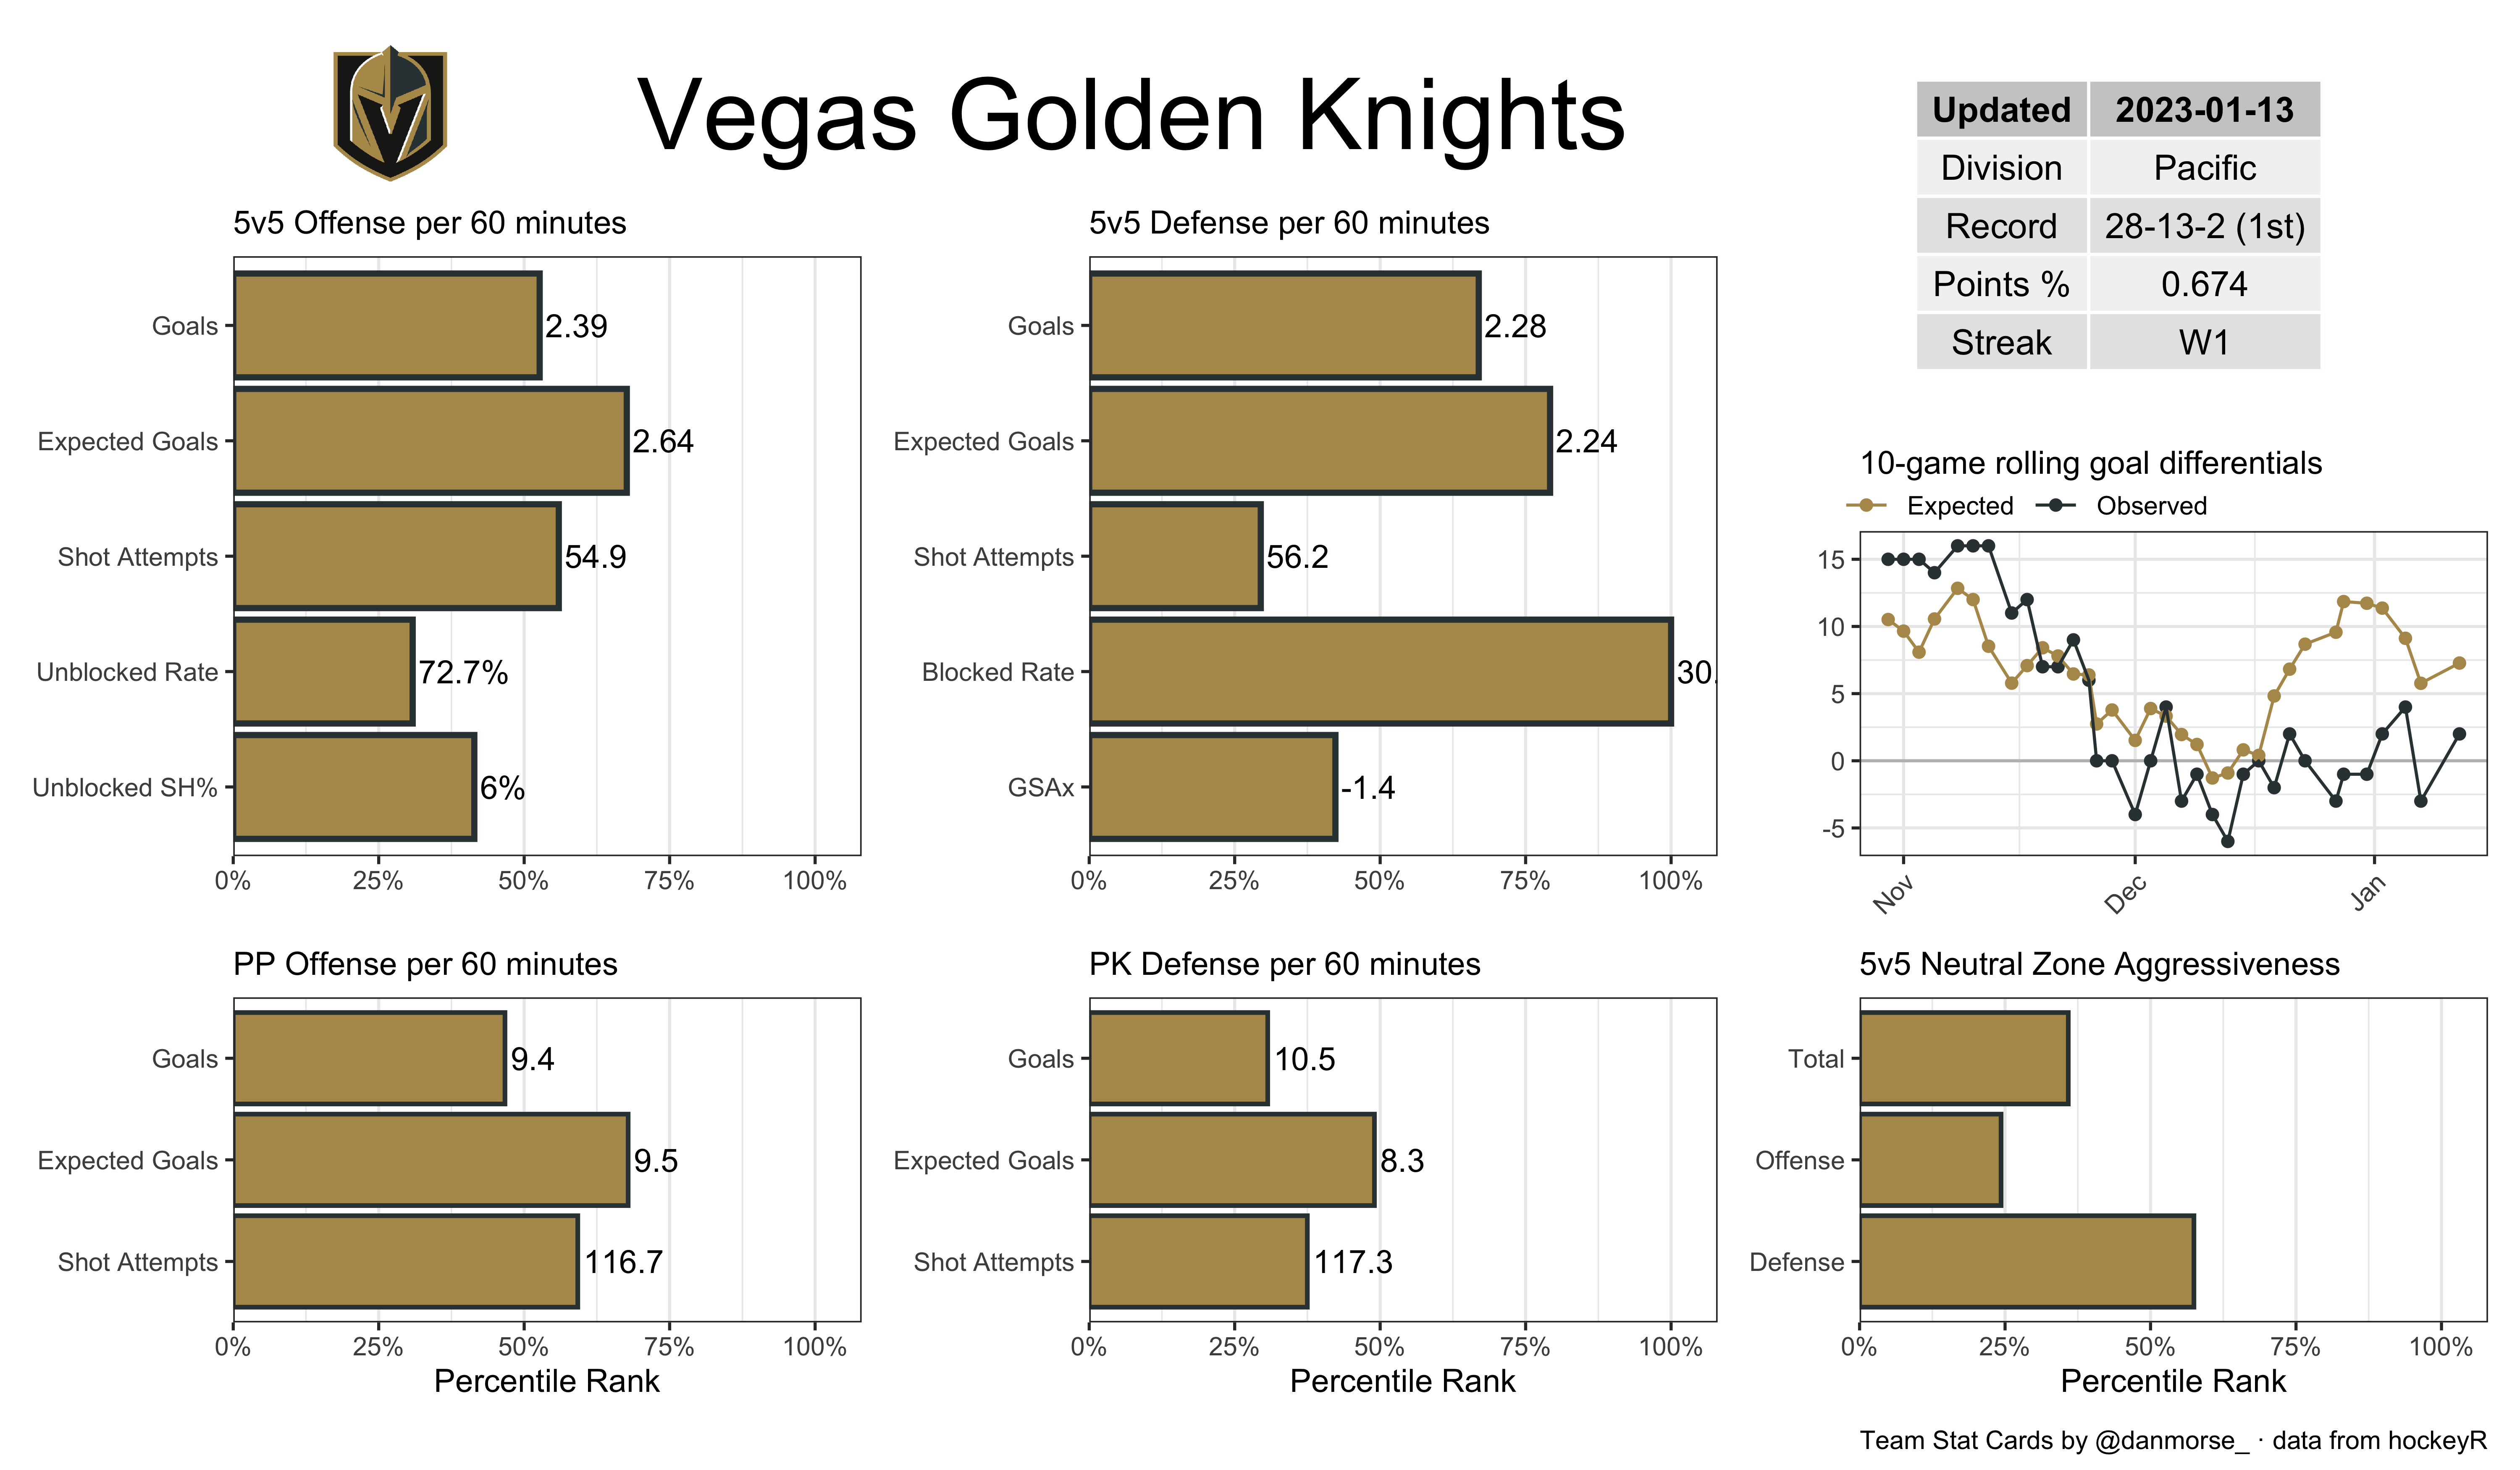 Vegas Golden Knights
Updated 2023-01-13
Division Pacific
Record 28-13-2 (1st)
Points % 0.674
Streak W1
5v5 Offense per 60 minutes
Goals 2.39
Expected Goals 2.64
Shot Attempts 54.9
Unblocked Rate 72.7%
Unblocked SH% 6%
0% 25% 50% 75% 100%
5v5 Defense per 60 minutes
Goals 2.28
Expected Goals 2.24
Shot Attempts 56.2
Blocked Rate 30.
GSAx -1.4
0% 25% 50% 75% 100%
10-game rolling goal differentials
Expected Observed
15
10
5
0
-5
Nov Dec Jan
PP Offense per 60 minutes
Goals 9.4
Expected Goals 9.5
Shot Attempts 116.7
0% 25% 50% 75% 100%
Percentile Rank
PK Defense per 60 minutes
Goals 10.5
Expected Goals 8.3
Shot Attempts 117.3
0% 25% 50% 75% 100%
Percentile Rank
5v5 Neutral Zone Aggressiveness
Total
Offense
Defense
0% 25% 50% 75% 100%
Percentile Rank
Team Stat Cards by @danmorse_ · data from hockeyR